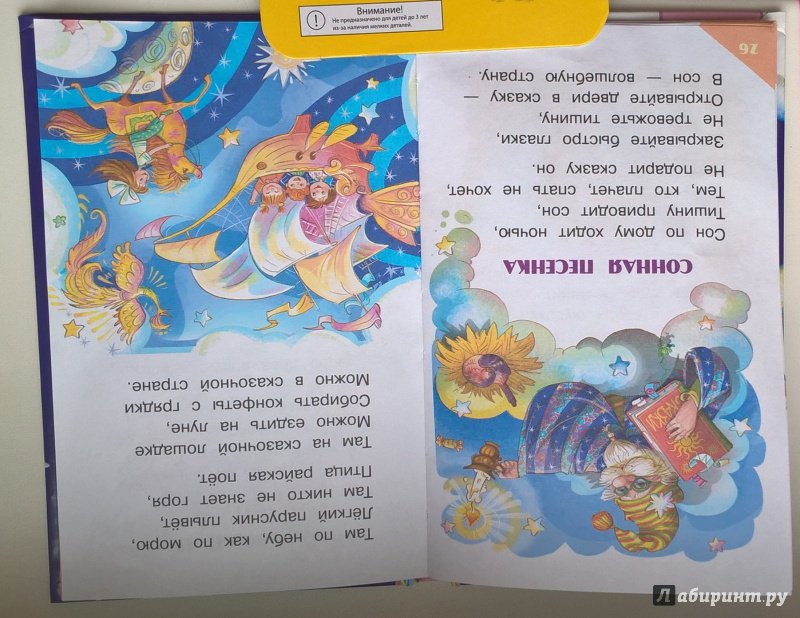 Внимание!
Не предназначено для детей до 3 лет
из-за наличия мелких деталей.
26
СОННАЯ ПЕСЕНКА
Сон по дому ходит ночью,
Тишину приводит сон,
Тем, кто плачет, спать не хочет,
Не подарит сказку он.
Закрывайте быстро глазки,
Не тревожьте тишину,
Открывайте двери в сказку —
В сон — волшебную страну.
СКАЗКИ
Там по небу, как по морю,
Лёгкий парусник плывёт,
Там никто не знает горя,
Птица райская поёт.
Там на сказочной лошадке
Можно ездить на луне,
Собирать конфеты с грядки
Можно в сказочной стране.
Лабиринт.ру